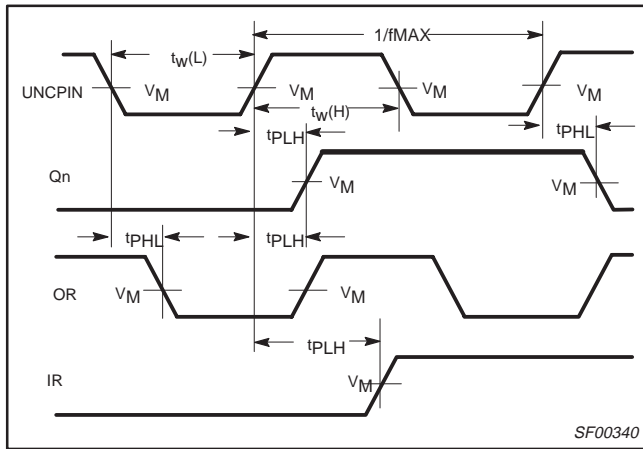 1/fMAX
tW(L)
UNCPIN VM VM VM VM
tW(H)
tPLH tPHL
Qn VM VM
tPHL tPLH
OR VM VM
tPLH
IR VM
SF00340